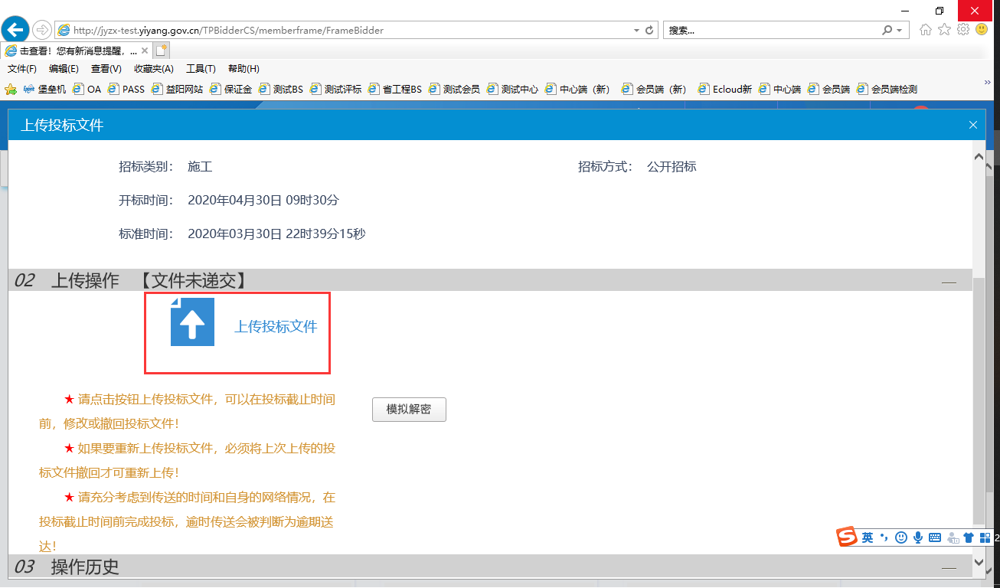 http://jyzx-test.yiyang.gov.cn/TPBidderCS/memberframe/FrameBidder
搜索...
击查看！您有新消息提醒，...
文件(F) 编辑(E) 查看(V) 收藏夹(A) 工具(T) 帮助(H)
堡垒机 OA PASS 益阳网站 保证金 测试BS 测试评标 省工程BS 测试会员 测试中心 中心端（新） 会员端（新） Ecloud新 中心端 会员端 会员端检测
上传投标文件
招标类别： 施工 招标方式： 公开招标
开标时间： 2020年04月30日 09时30分
标准时间： 2020年03月30日 22时39分15秒
02 上传操作 【文件未递交】
上传投标文件
★ 请点击按钮上传投标文件，可以在投标截止时间
前，修改或撤回投标文件！
模拟解密
★ 如果要重新上传投标文件，必须将上次上传的投
标文件撤回才可重新上传！
★ 请充分考虑到传送的时间和自身的网络情况，在
投标截止时间前完成投标，逾时传送会被判断为逾期送
达！
英
2
03 操作历史